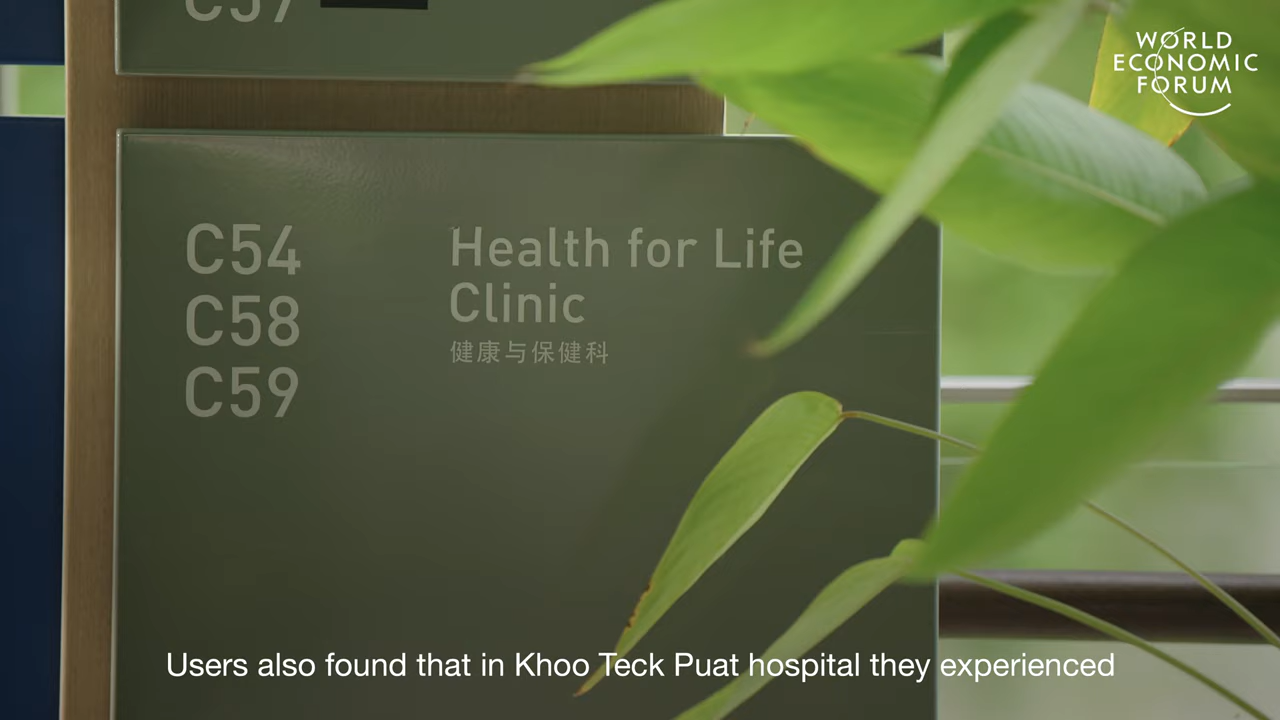 C57
WORLD
ECONOMIC
FORUM
C54
C58
C59
Health for Life
Clinic
健康与保健科
Users also found that in Khoo Teck Puat hospital they experienced